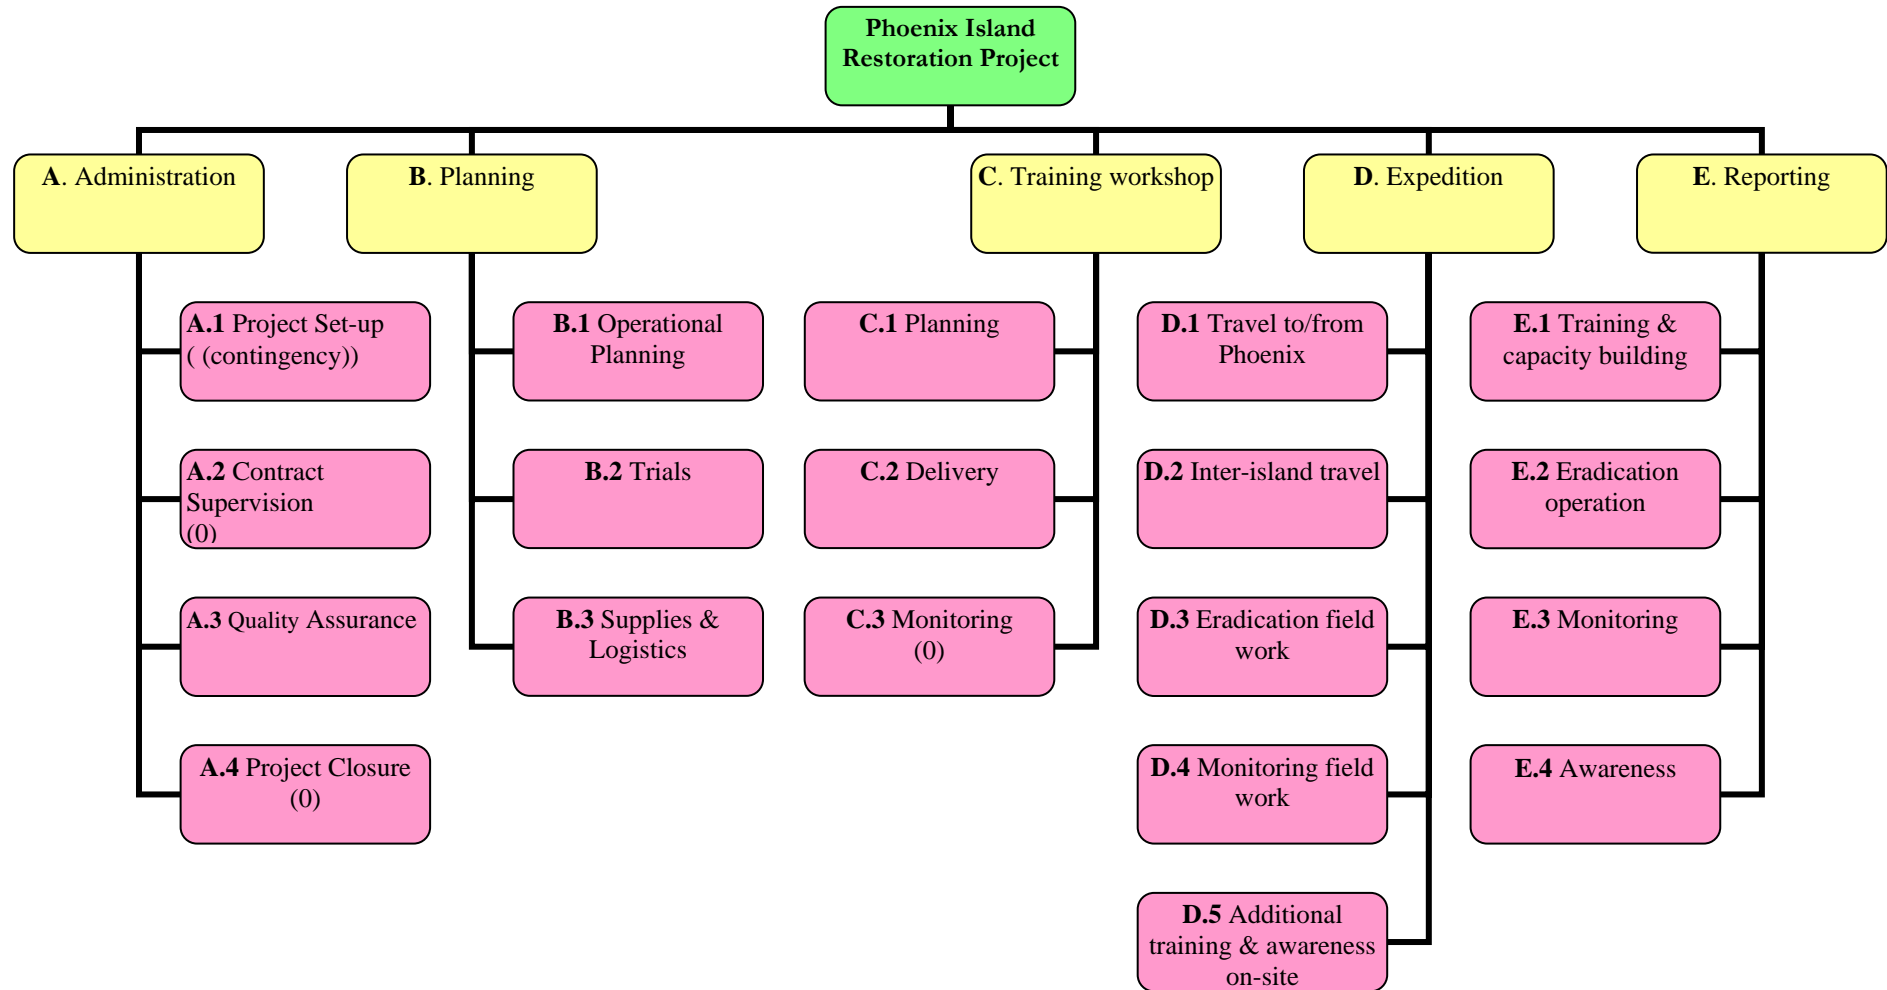 Phoenix Island
Restoration Project
A. Administration
B. Planning
C. Training workshop
D. Expedition
E. Reporting
A.1 Project Set-up
( (contingency))
B.1 Operational
Planning
C.1 Planning
D.1 Travel to/from
Phoenix
E.1 Training &
capacity building
A.2 Contract
Supervision
(0)
B.2 Trials
C.2 Delivery
D.2 Inter-island travel
E.2 Eradication
operation
A.3 Quality Assurance
B.3 Supplies &
Logistics
C.3 Monitoring
(0)
D.3 Eradication field
work
E.3 Monitoring
A.4 Project Closure
(0)
D.4 Monitoring field
work
E.4 Awareness
D.5 Additional
training & awareness
on-site